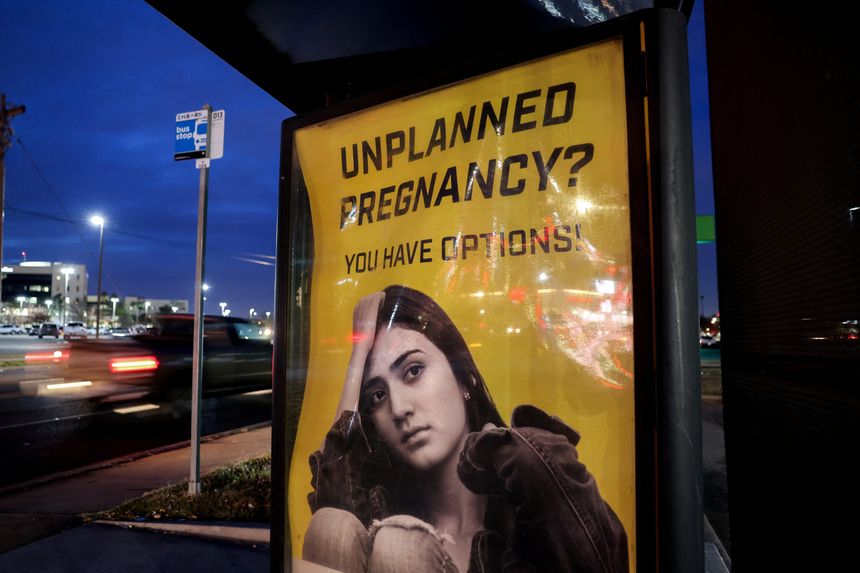 013
bus
stop
UNPLANNED
PREGNANCY?
YOU HAVE OPTIONS!